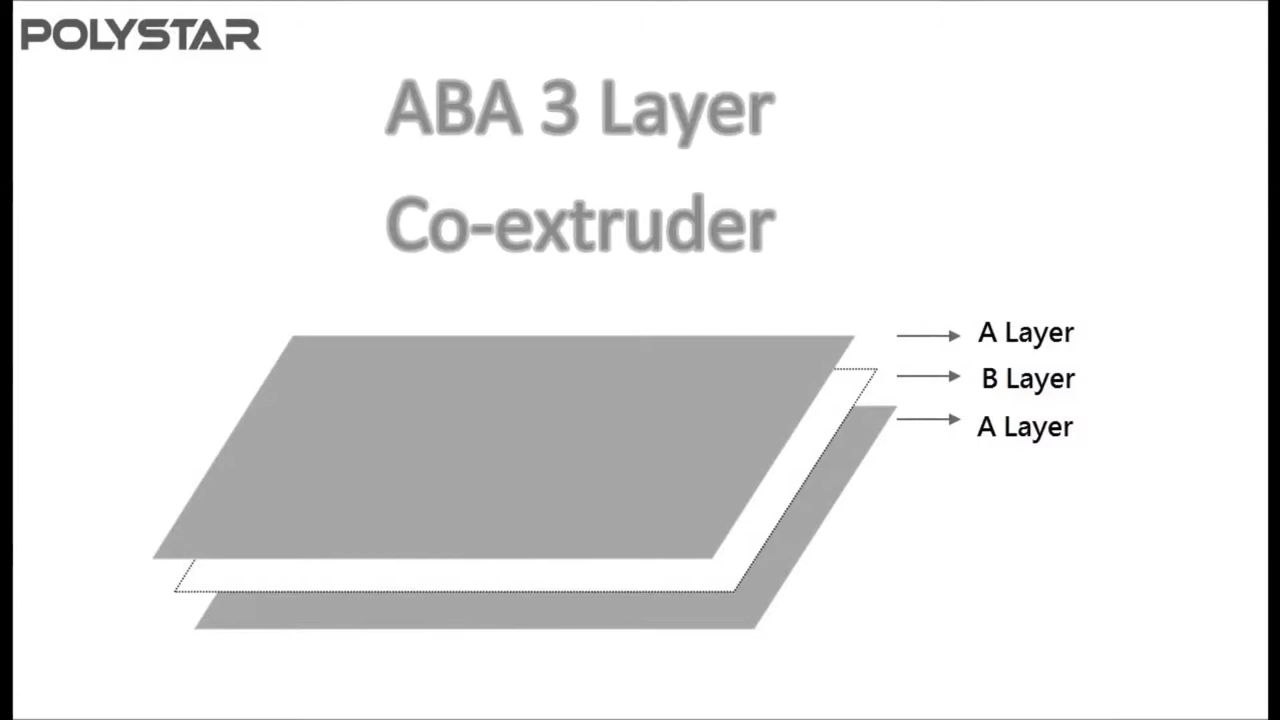 POLYSTAR
ABA 3 Layer
Co-extruder
A Layer
B Layer
A Layer